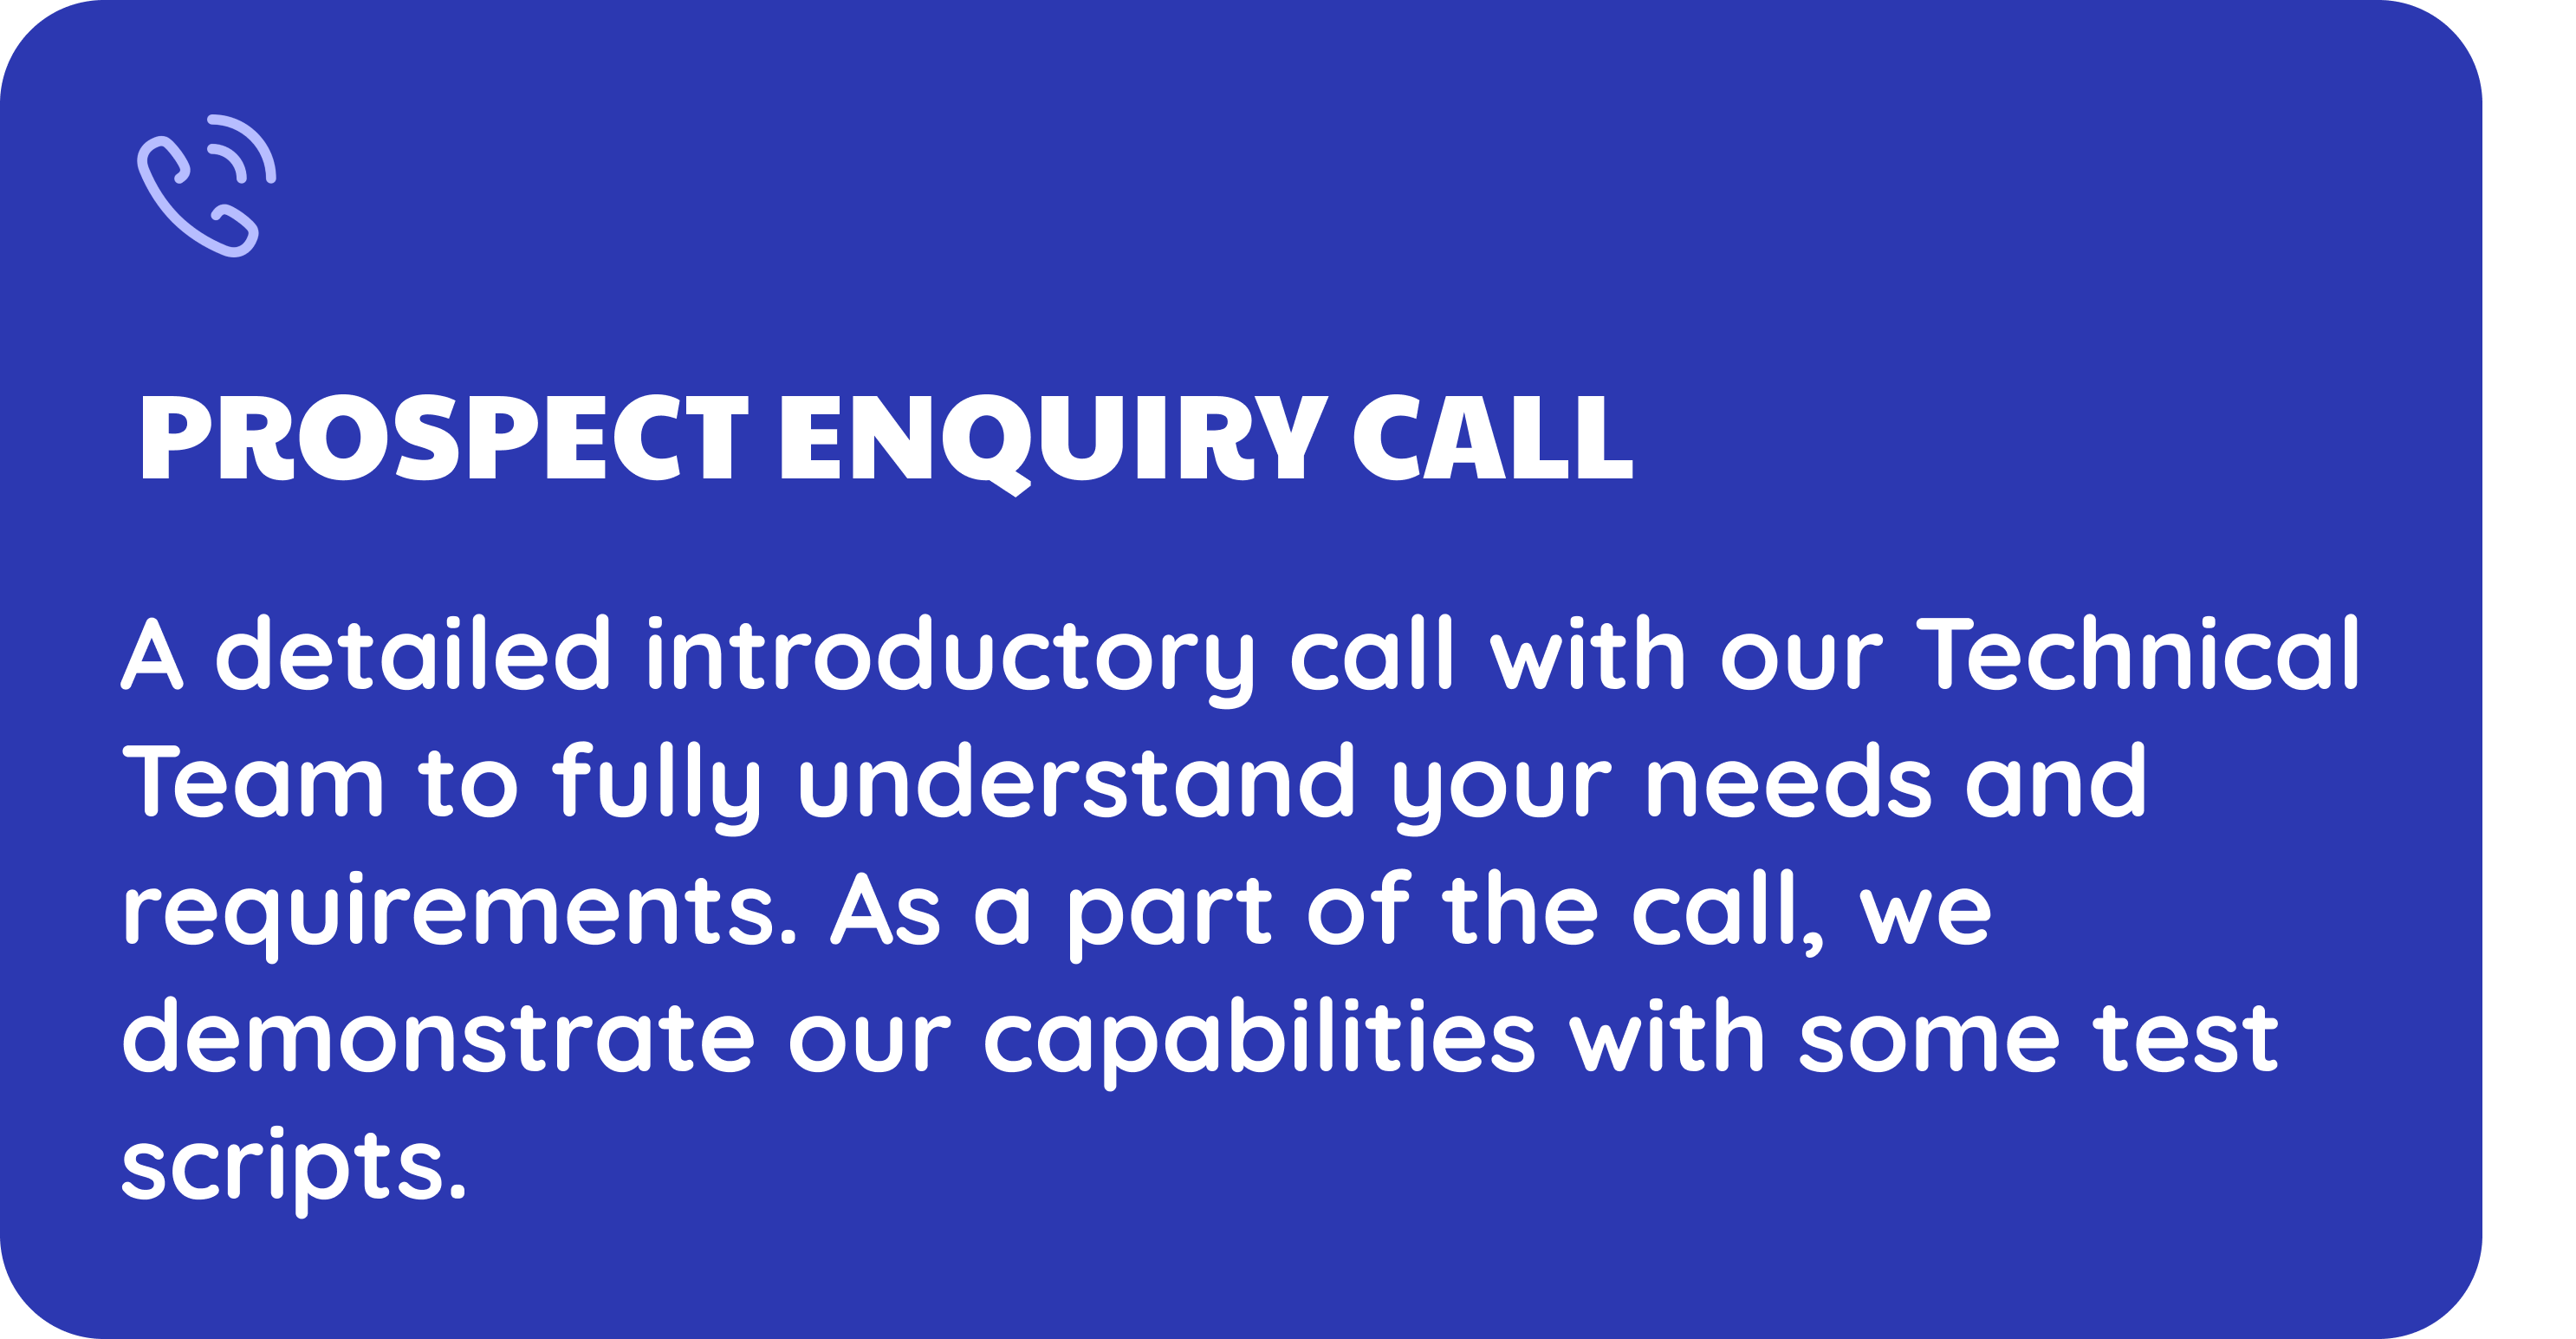 PROSPECT ENQUIRY CALL
A detailed introductory call with our Technical
Team to fully understand your needs and
requirements. As a part of the call, we
demonstrate our capabilities with some test
scripts.